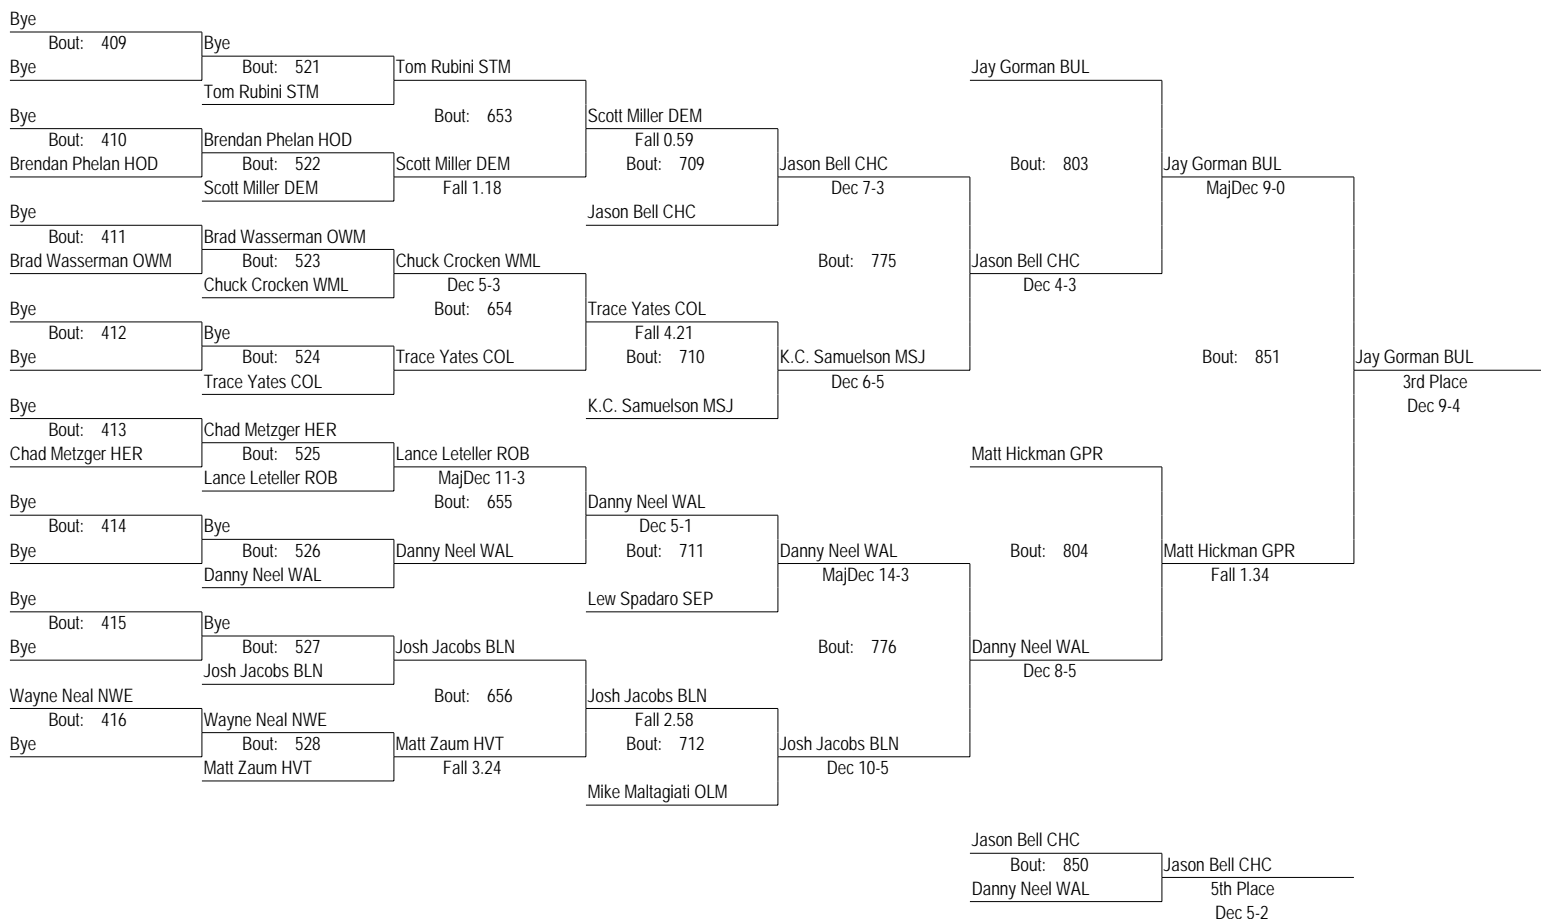 Bye
Bout: 409 Bye
Bye Bout: 521 Tom Rubini STM Jay Gorman BUL
Tom Rubini STM
Bye Bout: 653 Scott Miller DEM
Bout: 410 Brendan Phelan HOD Fall 0.59
Brendan Phelan HOD Bout: 522 Scott Miller DEM Bout: 709 Jason Bell CHC Bout: 803 Jay Gorman BUL
Scott Miller DEM Fall 1.18 Dec 7-3 MajDec 9-0
Bye Jason Bell CHC
Bout: 411 Brad Wasserman OWM
Brad Wasserman OWM Bout: 523 Chuck Crocken WML Bout: 775 Jason Bell CHC
Chuck Crocken WML Dec 5-3 Dec 4-3
Bye Bout: 654 Trace Yates COL
Bout: 412 Bye Fall 4.21
Bye Bout: 524 Trace Yates COL Bout: 710 K.C. Samuelson MSJ Bout: 851 Jay Gorman BUL
Trace Yates COL Dec 6-5 3rd Place
Bye K.C. Samuelson MSJ Dec 9-4
Bout: 413 Chad Metzger HER
Chad Metzger HER Bout: 525 Lance Leteller ROB Matt Hickman GPR
Lance Leteller ROB MajDec 11-3
Bye Bout: 655 Danny Neel WAL
Bout: 414 Bye Dec 5-1
Bye Bout: 526 Danny Neel WAL Bout: 711 Danny Neel WAL Bout: 804 Matt Hickman GPR
Danny Neel WAL MajDec 14-3 Fall 1.34
Bye Lew Spadaro SEP
Bout: 415 Bye
Bye Bout: 527 Josh Jacobs BLN Bout: 776 Danny Neel WAL
Josh Jacobs BLN Dec 8-5
Wayne Neal NWE Bout: 656 Josh Jacobs BLN
Bout: 416 Wayne Neal NWE Fall 2.58
Bye Bout: 528 Matt Zaum HVT Bout: 712 Josh Jacobs BLN
Matt Zaum HVT Fall 3.24 Dec 10-5
Mike Maltagiati OLM
Jason Bell CHC
Bout: 850 Jason Bell CHC
Danny Neel WAL 5th Place
Dec 5-2